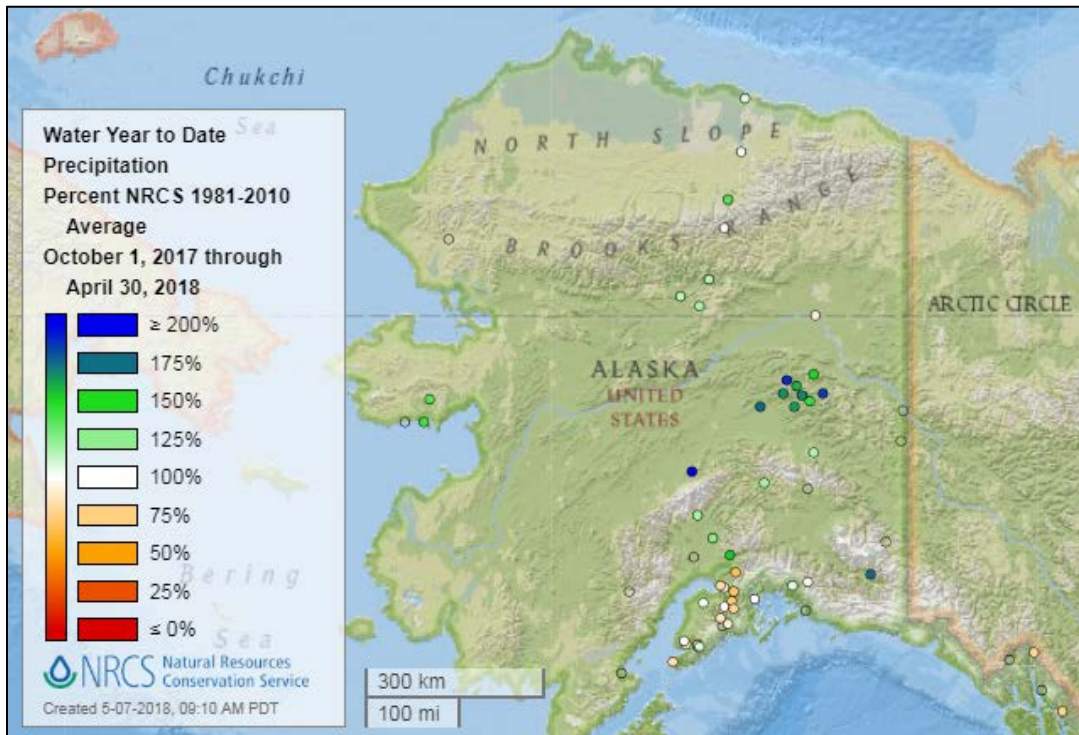 Water Year to Date
Precipitation
Percent NRCS 1981-2010
Average
October 1, 2017 through
April 30, 2018
≥ 200%
175%
150%
125%
100%
75%
50%
25%
≤ 0%
NRCS Natural Resources
Conservation Service
Created 5-07-2018, 09:10 AM PDT
Chukchi
Sea
Bering
Sea
NORTH SLOPE
BROOKS RANGE
ARCTIC CIRCLE
ALASKA
UNITED
STATES
300 km
100 mi